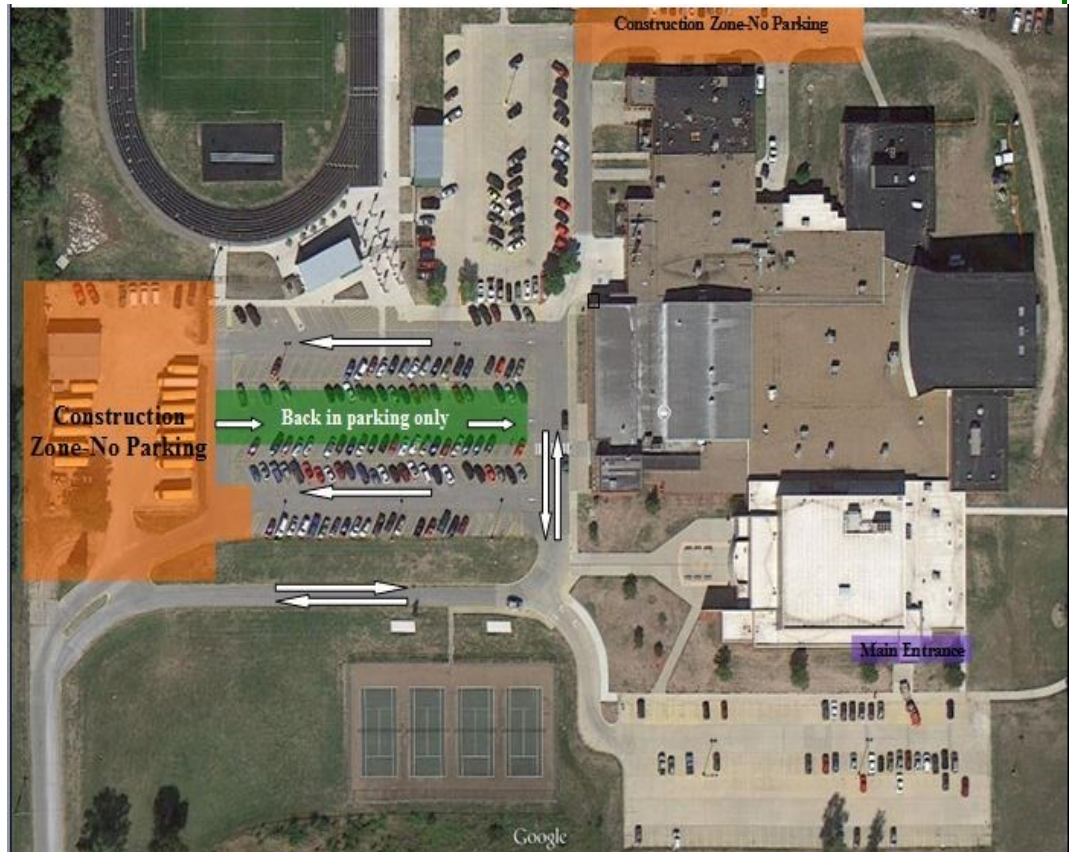 Construction Zone-No Parking
Construction
Zone-No Parking
Back in parking only
Main Entrance
Google